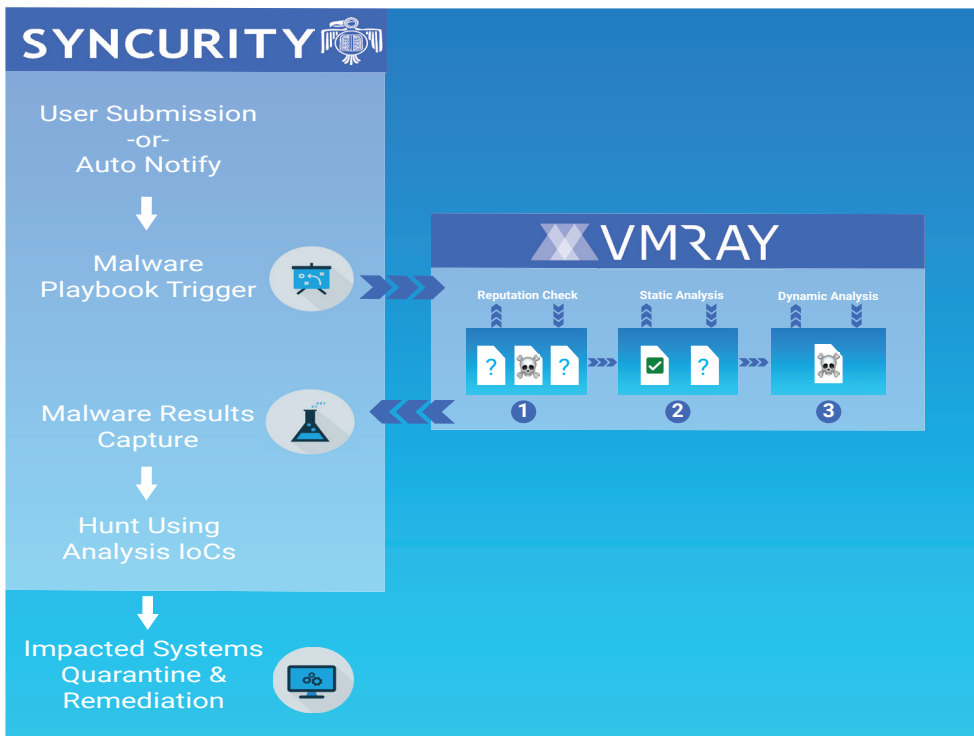 SYNCURITY
User Submission
-or-
Auto Notify
Malware
Playbook Trigger
VMRAY
Reputation Check
Static Analysis
Dynamic Analysis
?
?
?
1
2
3
Malware Results
Capture
Hunt Using
Analysis IoCs
Impacted Systems
Quarantine &
Remediation